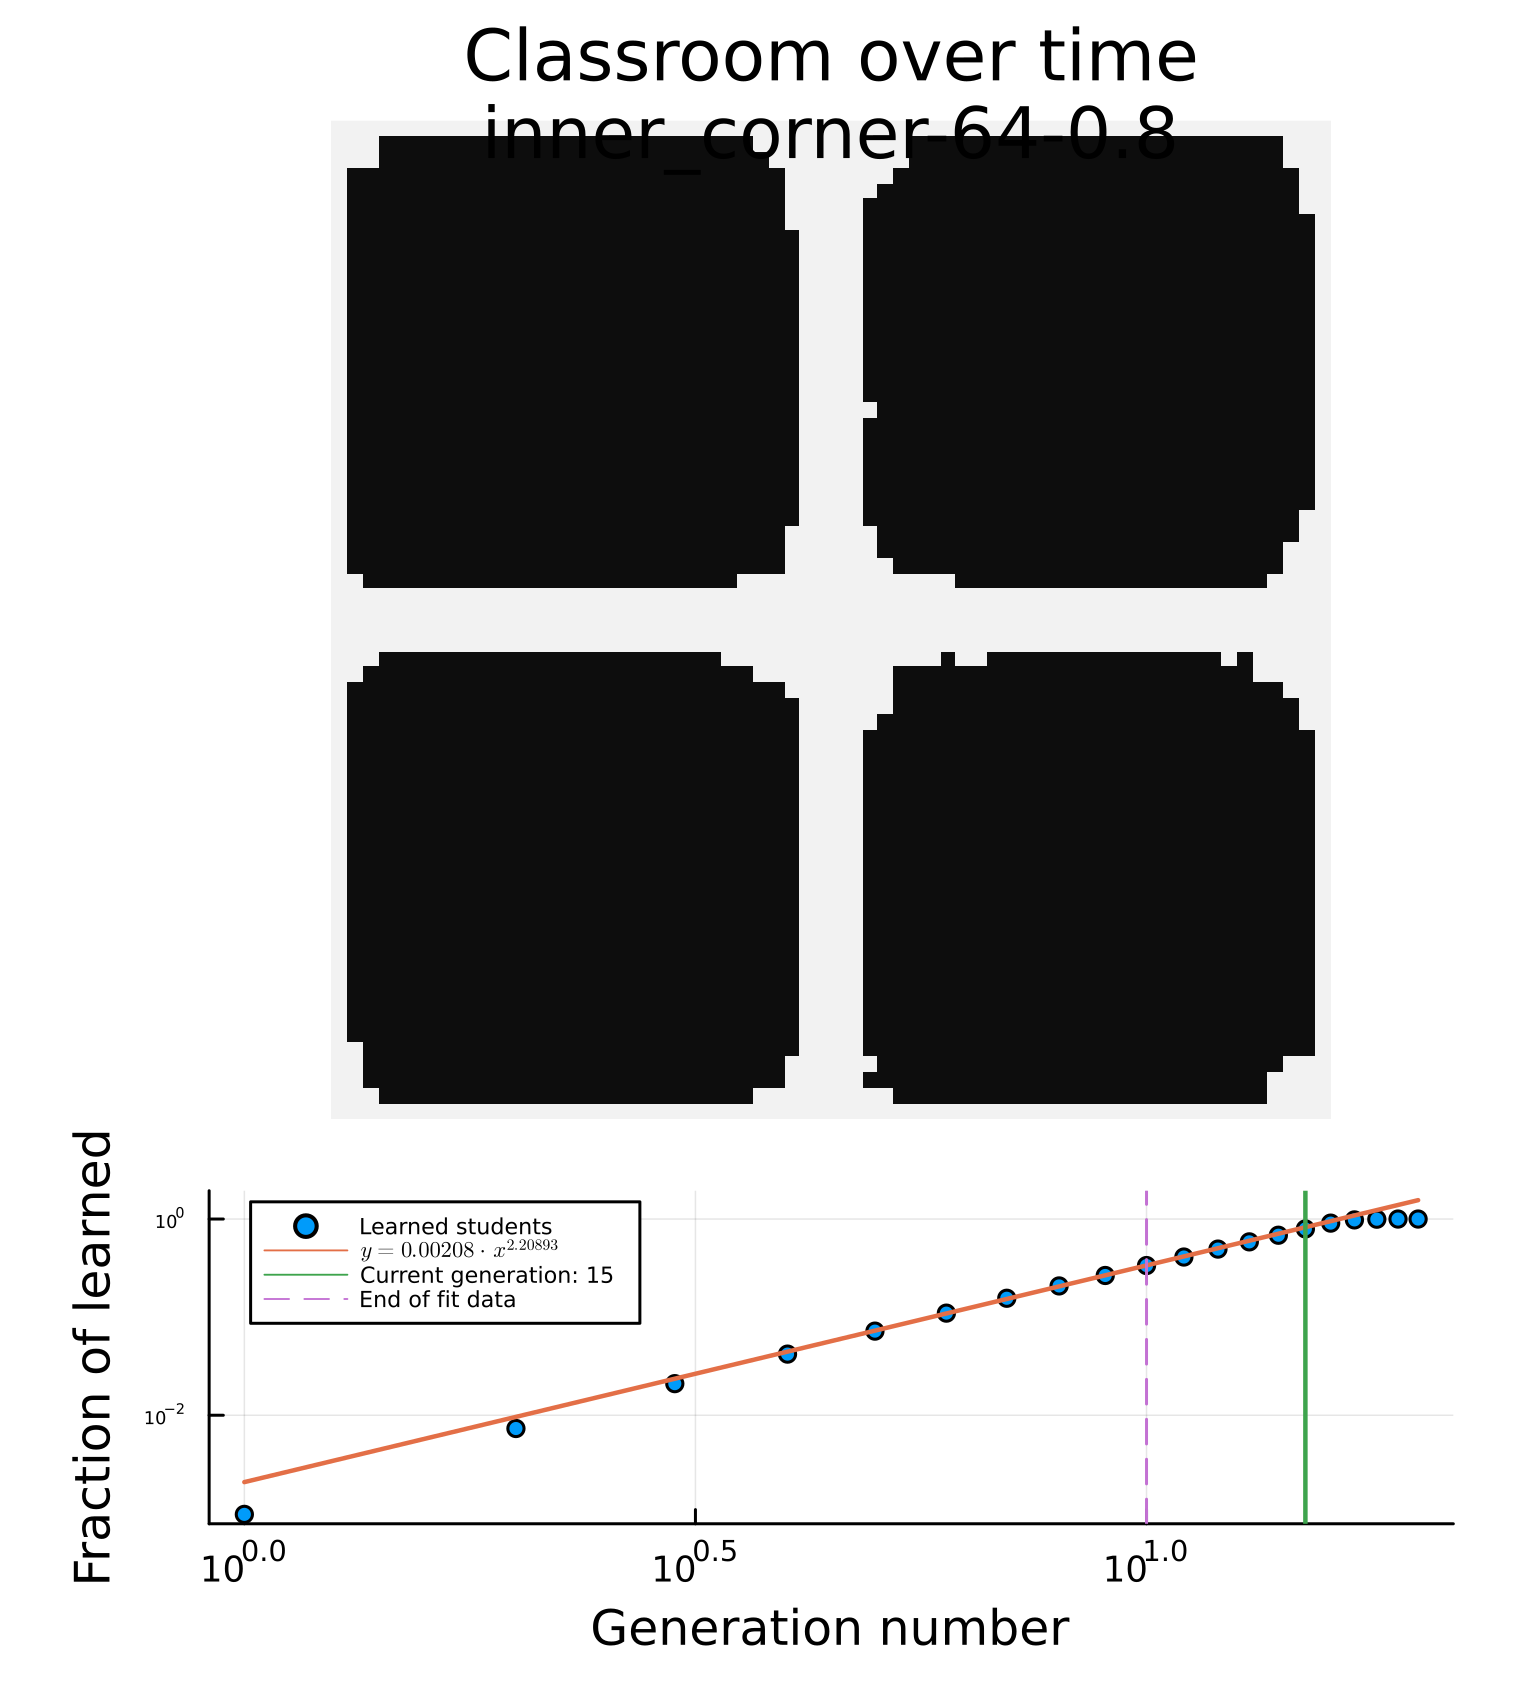 Classroom over time
inner_corner-64-0.8
Fraction of learned
10^0
10^−2
Learned students
y = 0.00208 · x^2.20893
Current generation: 15
End of fit data
10^0.0
10^0.5
10^1.0
Generation number